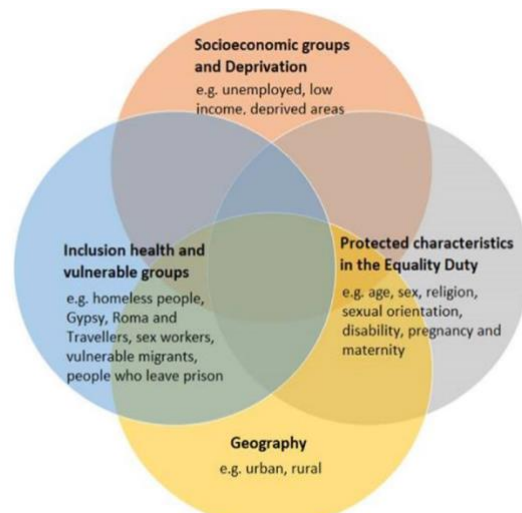 Socioeconomic groups
and Deprivation
e.g. unemployed, low
income, deprived areas
Inclusion health and
vulnerable groups
e.g. homeless people,
Gypsy, Roma and
Travellers, sex workers,
vulnerable migrants,
people who leave prison
Protected characteristics
in the Equality Duty
e.g. age, sex, religion,
sexual orientation,
disability, pregnancy and
maternity
Geography
e.g. urban, rural